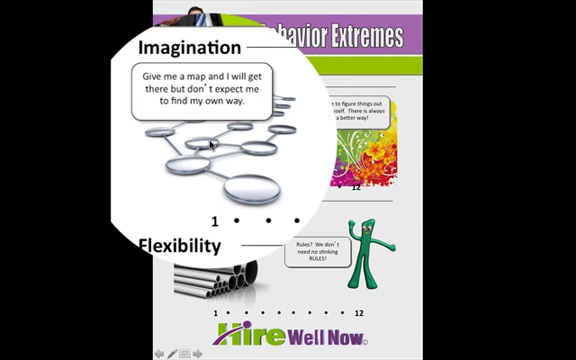 Behavior Extremes
Imagination
Give me a map and I will get
there but don't expect me
to find my own way.
to figure things out
There is always
a better way!
1 • • •
12
Flexibility
Rules? We don't
need no stinking
RULES!
1 • • • • • • • • 12
Hire Well Now